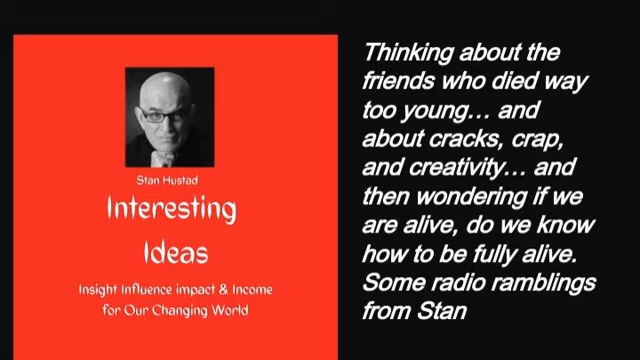 Stan Hustad
Interesting
Ideas
Insight Influence impact & Income
for Our Changing World
Thinking about the
friends who died way
too young... and
about cracks, crap,
and creativity... and
then wondering if we
are alive, do we know
how to be fully alive.
Some radio ramblings
from Stan